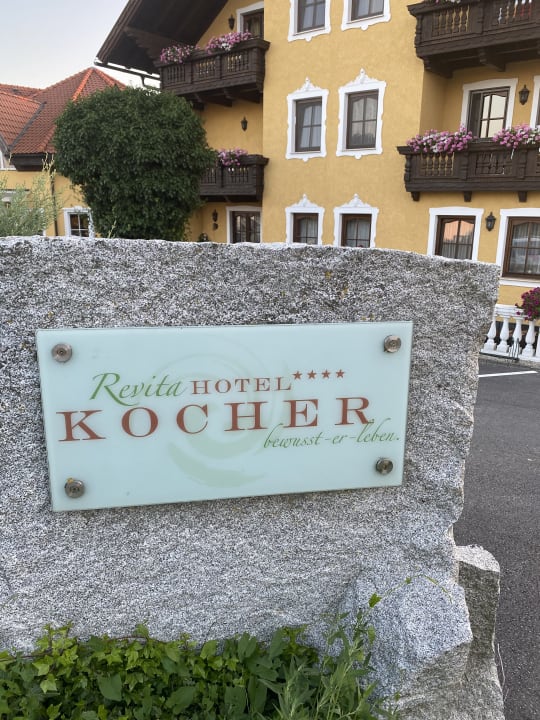 Revita HOTEL ★★★★
KOCHER
bewusst-er-leben.